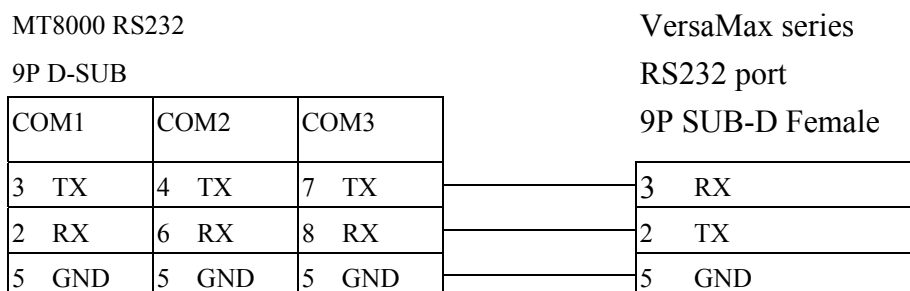 MT8000 RS232
9P D-SUB
VersaMax series
RS232 port
9P SUB-D Female
COM1 COM2 COM3
3 TX 4 TX 7 TX 3 RX
2 RX 6 RX 8 RX 2 TX
5 GND 5 GND 5 GND 5 GND